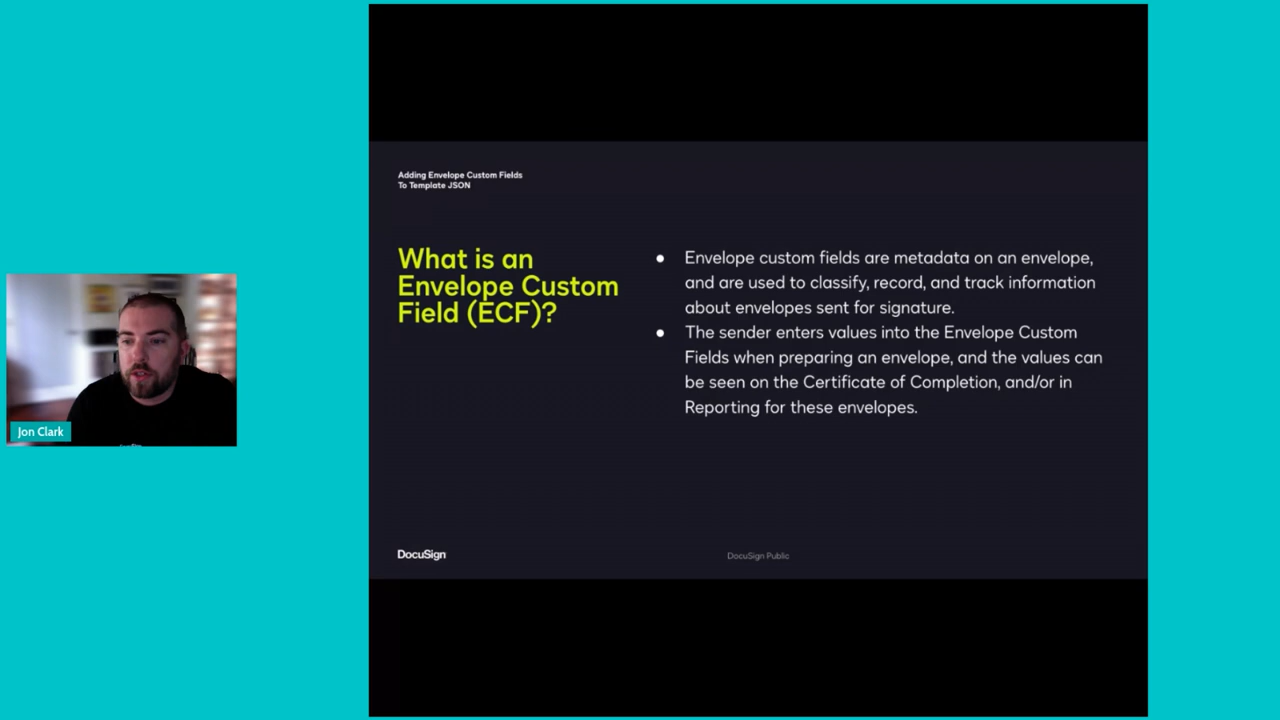 Adding Envelope Custom Fields
To Template JSON
What is an
Envelope Custom
Field (ECF)?
● Envelope custom fields are metadata on an envelope,
and are used to classify, record, and track information
about envelopes sent for signature.
● The sender enters values into the Envelope Custom
Fields when preparing an envelope, and the values can
be seen on the Certificate of Completion, and/or in
Reporting for these envelopes.
Jon Clark
DocuSign
DocuSign Public